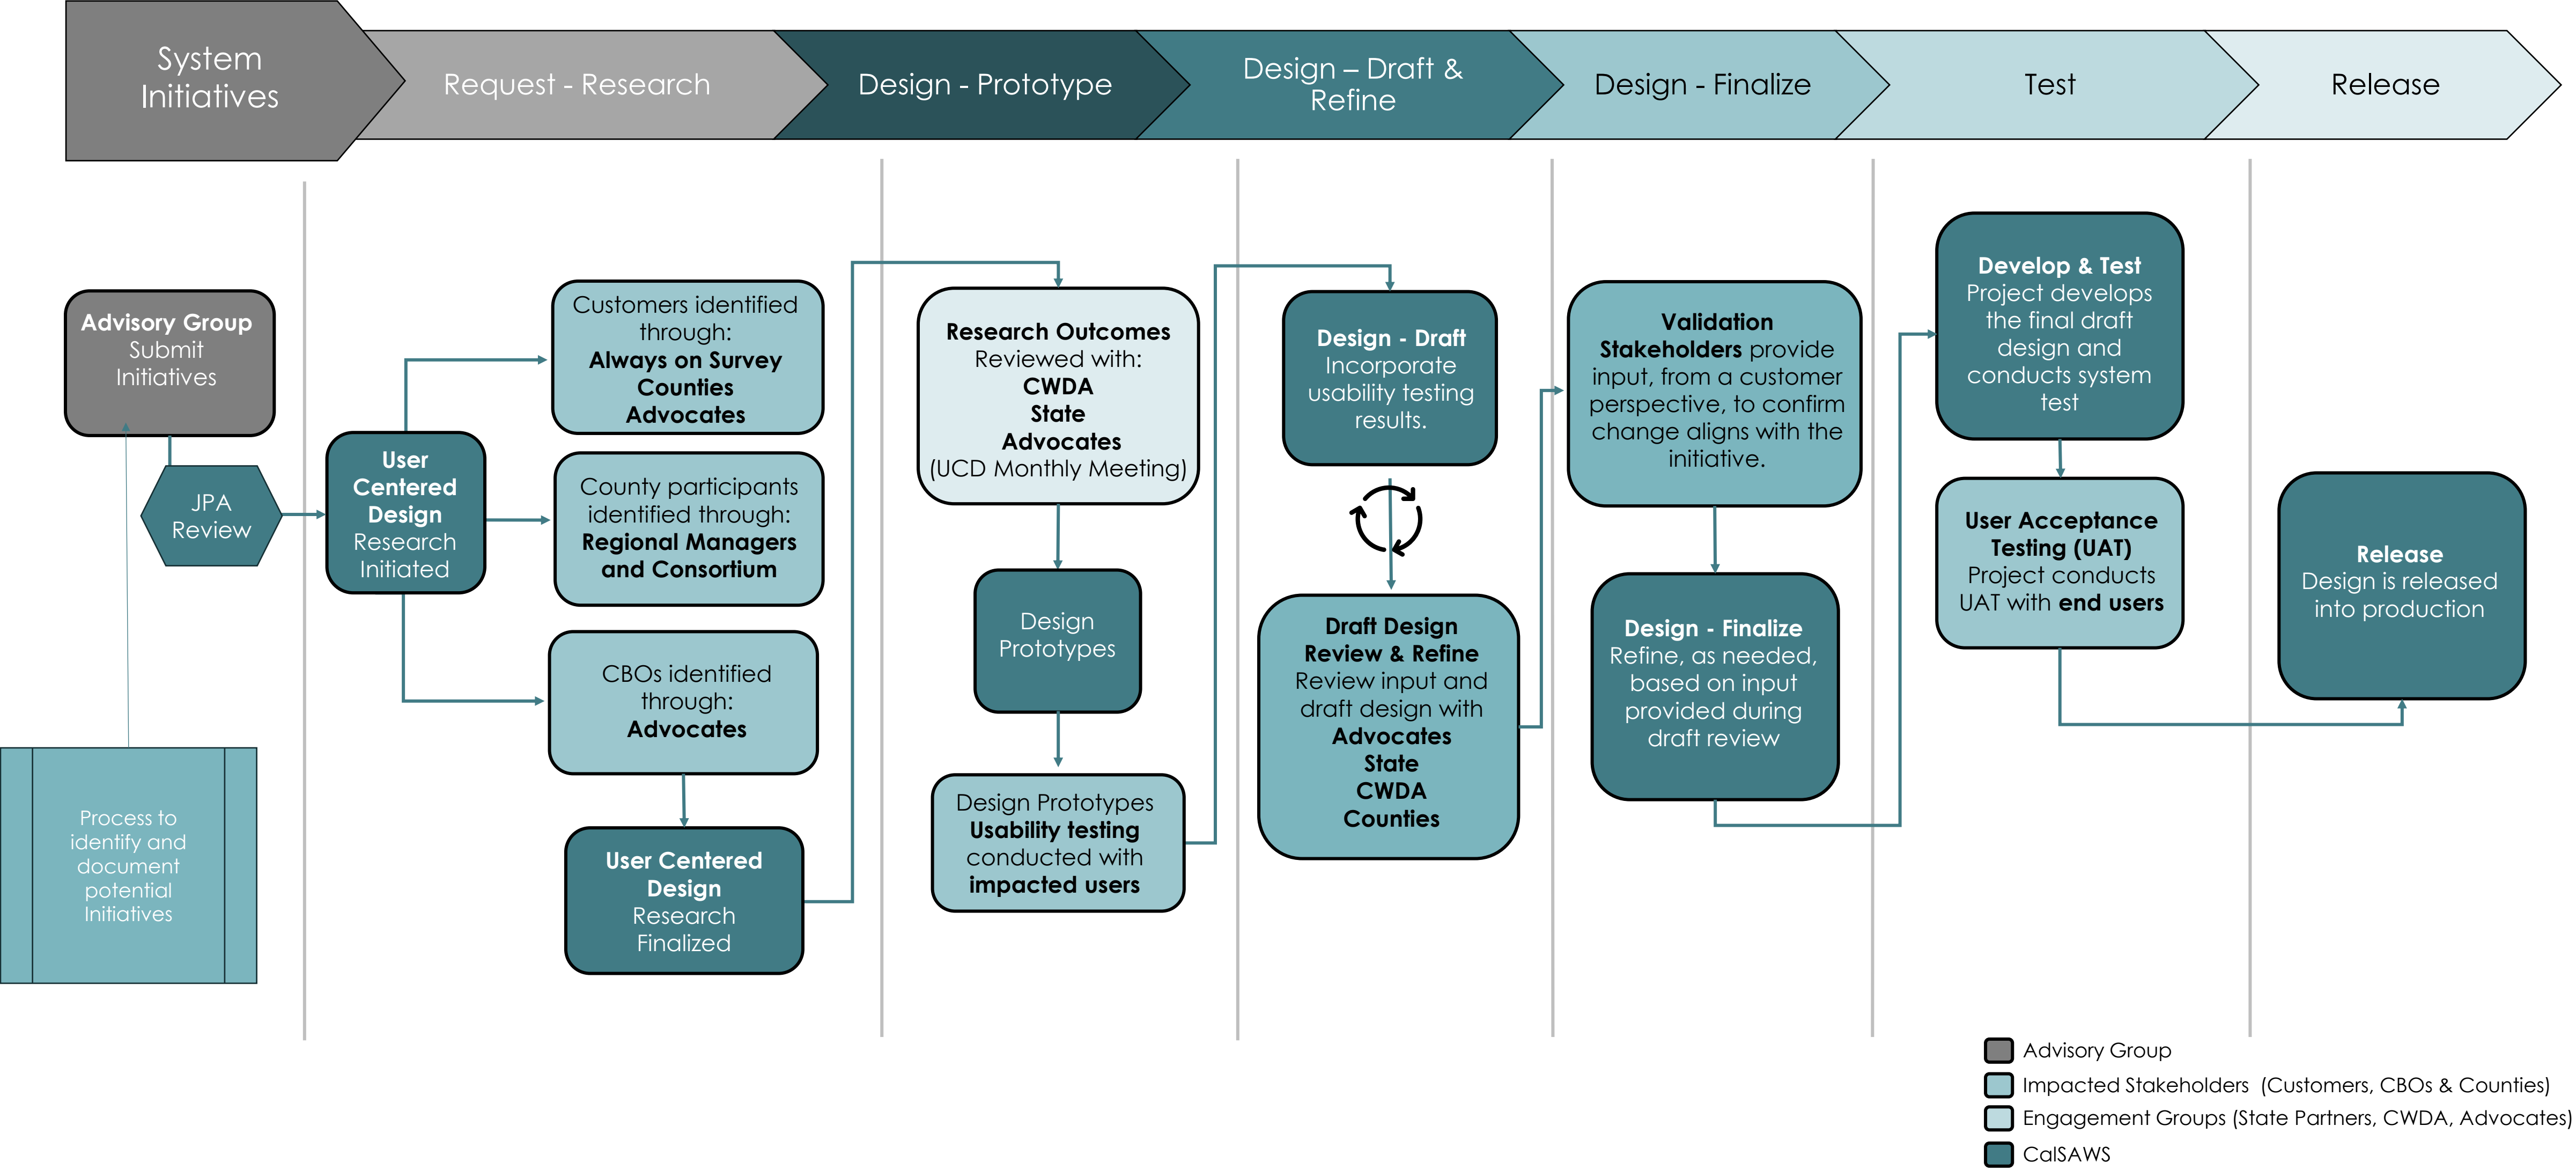 System
Initiatives
Request - Research
Design - Prototype
Design – Draft &
Refine
Design - Finalize
Test
Release
Advisory Group
Submit
Initiatives
JPA
Review
Process to
identify and
document
potential
Initiatives
User
Centered
Design
Research
Initiated
Customers identified
through:
Always on Survey
Counties
Advocates
County participants
identified through:
Regional Managers
and Consortium
CBOs identified
through:
Advocates
User Centered
Design
Research
Finalized
Research Outcomes
Reviewed with:
CWDA
State
Advocates
(UCD Monthly Meeting)
Design
Prototypes
Design Prototypes
Usability testing
conducted with
impacted users
Design - Draft
Incorporate
usability testing
results.
Draft Design
Review & Refine
Review input and
draft design with
Advocates
State
CWDA
Counties
Validation
Stakeholders provide
input, from a customer
perspective, to confirm
change aligns with the
initiative.
Design - Finalize
Refine, as needed,
based on input
provided during
draft review
Develop & Test
Project develops
the final draft
design and
conducts system
test
User Acceptance
Testing (UAT)
Project conducts
UAT with end users
Release
Design is released
into production
Advisory Group
Impacted Stakeholders (Customers, CBOs & Counties)
Engagement Groups (State Partners, CWDA, Advocates)
CalSAWS